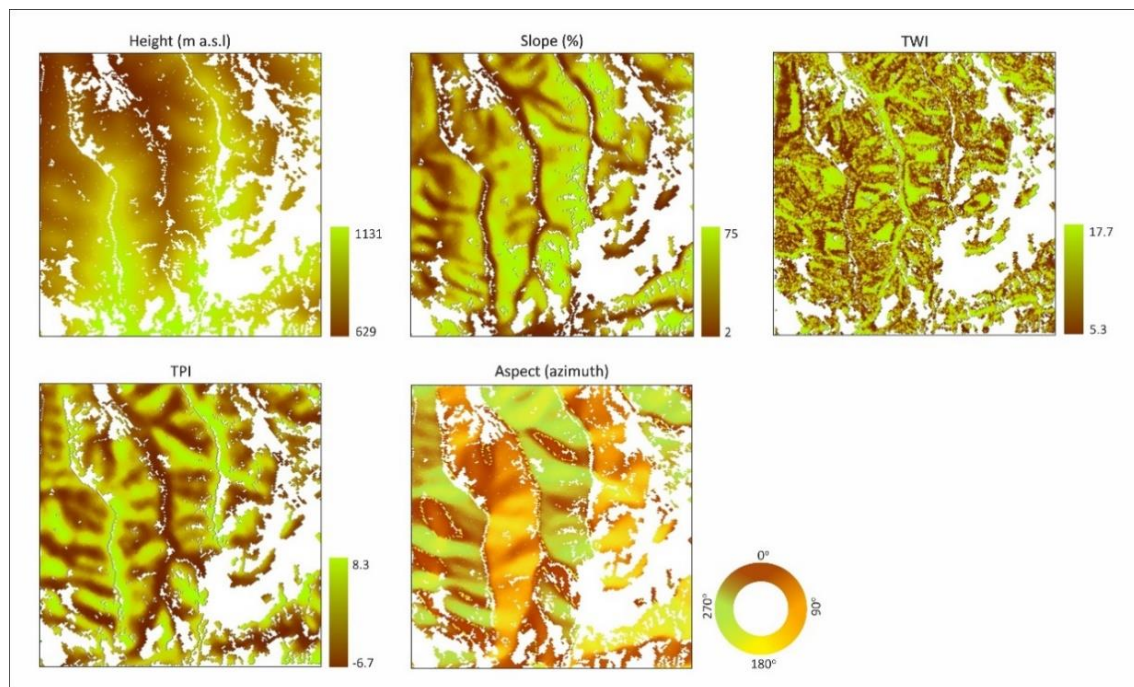 Height (m a.s.l)
1131
629
Slope (%)
75
2
TWI
17.7
5.3
TPI
8.3
-6.7
Aspect (azimuth)
0°
90°
180°
270°